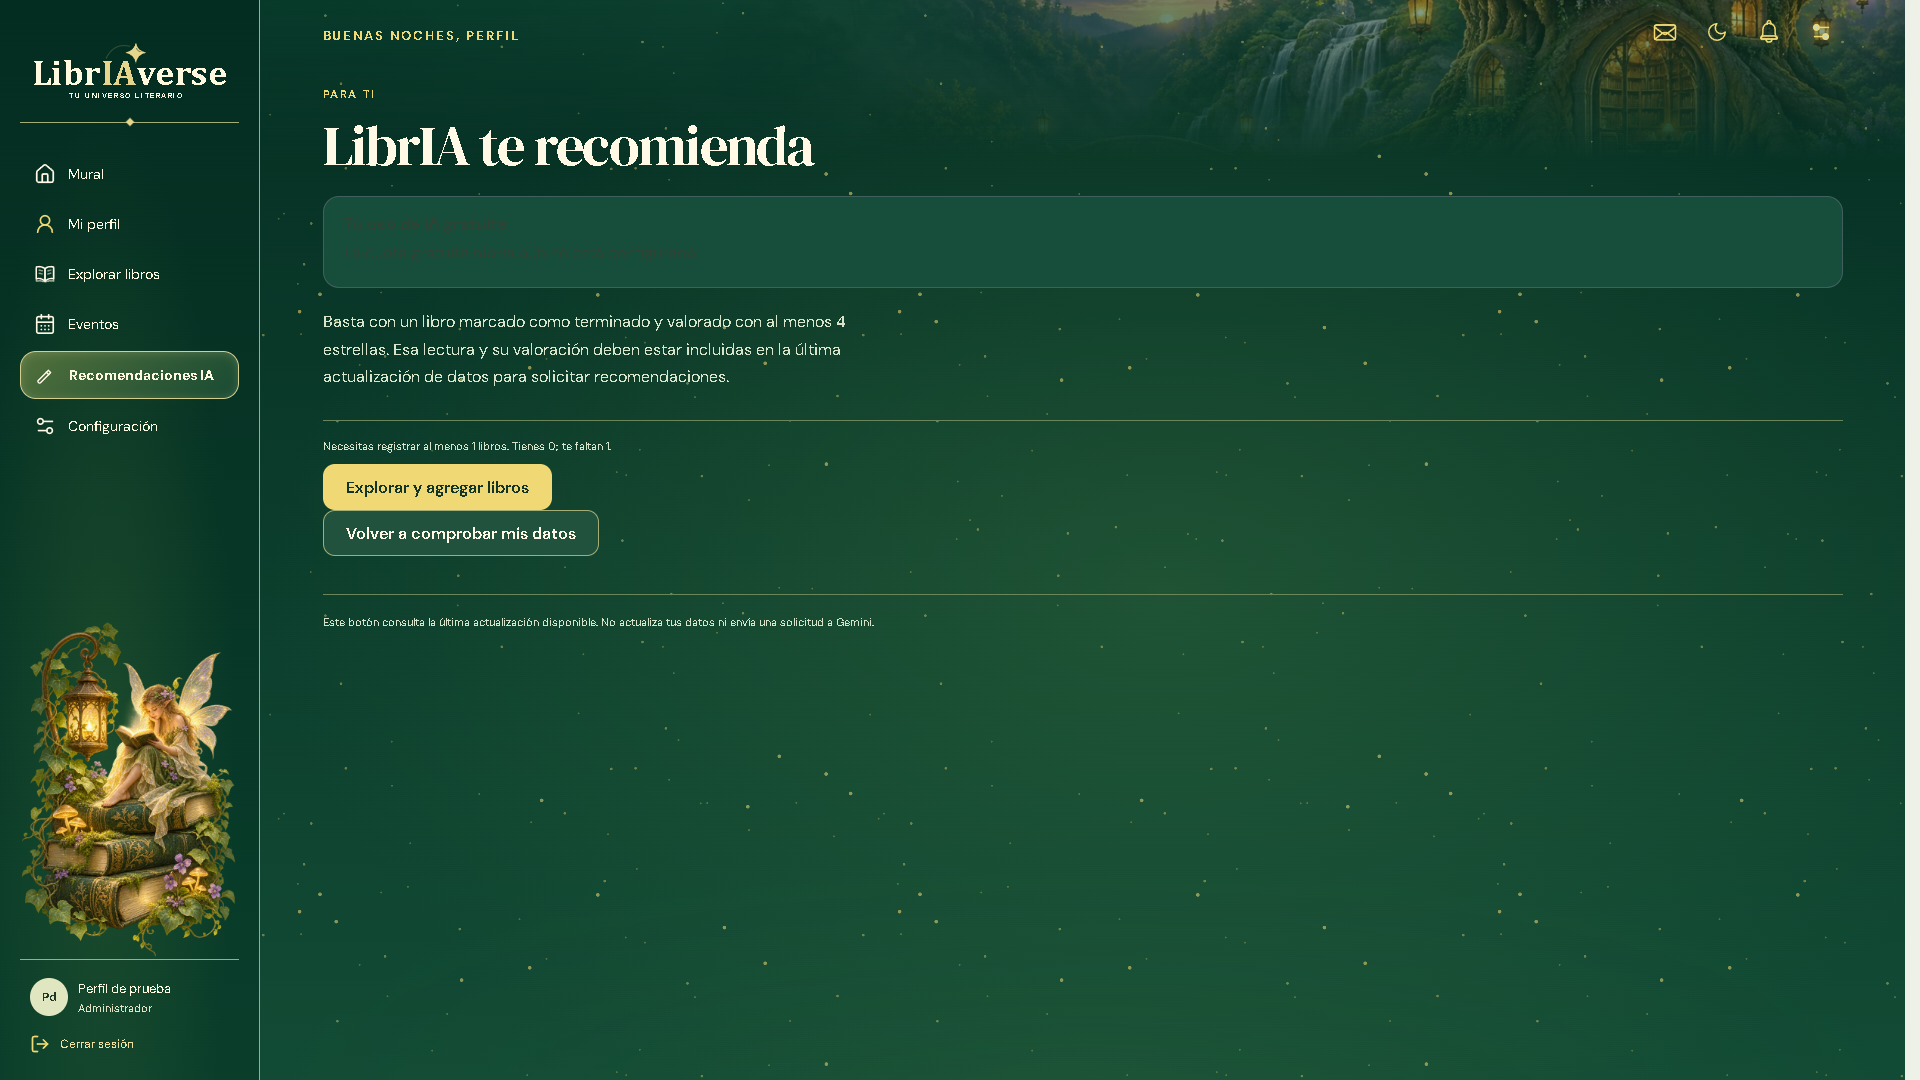 LibrIAverse
TU UNIVERSO LITERARIO
Mural
Mi perfil
Explorar libros
Eventos
Recomendaciones IA
Configuración
Pd
Perfil de prueba
Administrador
Cerrar sesión
BUENAS NOCHES, PERFIL
PARA TI
LibrIA te recomienda
Basta con un libro marcado como terminado y valorado con al menos 4
estrellas. Esa lectura y su valoración deben estar incluidas en la última
actualización de datos para solicitar recomendaciones.
Necesitas registrar al menos 1 libros. Tienes 0; te faltan 1.
Explorar y agregar libros
Volver a comprobar mis datos
Este botón consulta la última actualización disponible. No actualiza tus datos ni envía una solicitud a Gemini.